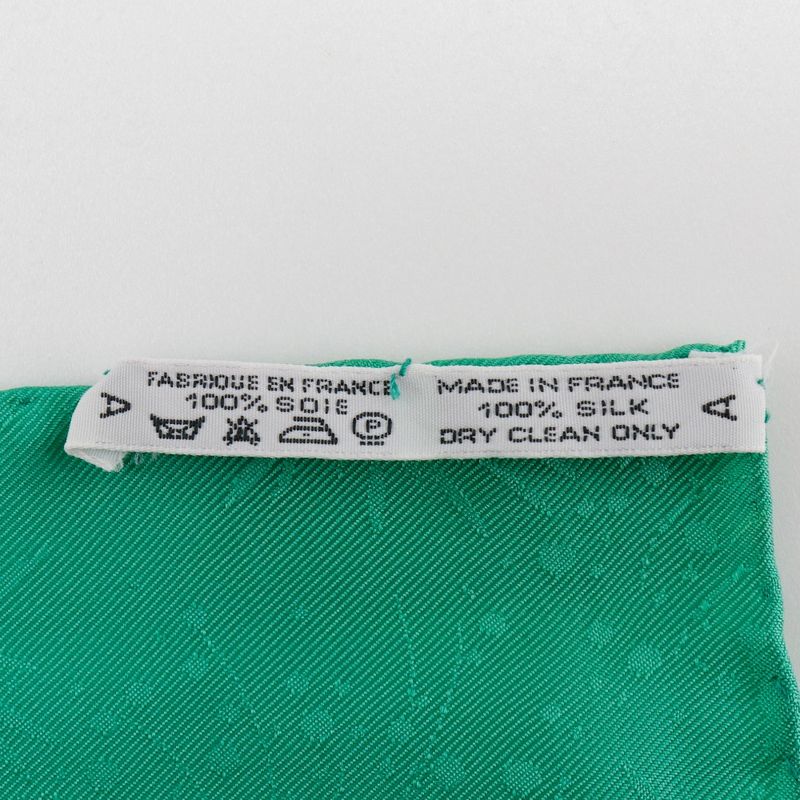 FABRIQUE EN FRANCE
100% SOIE
A
P
MADE IN FRANCE
100% SILK
DRY CLEAN ONLY
A